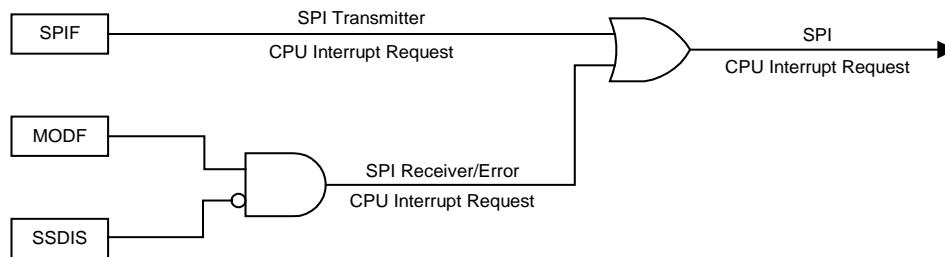 SPIF
SPI Transmitter
CPU Interrupt Request
SPI
CPU Interrupt Request
MODF
SPI Receiver/Error
CPU Interrupt Request
SSDIS